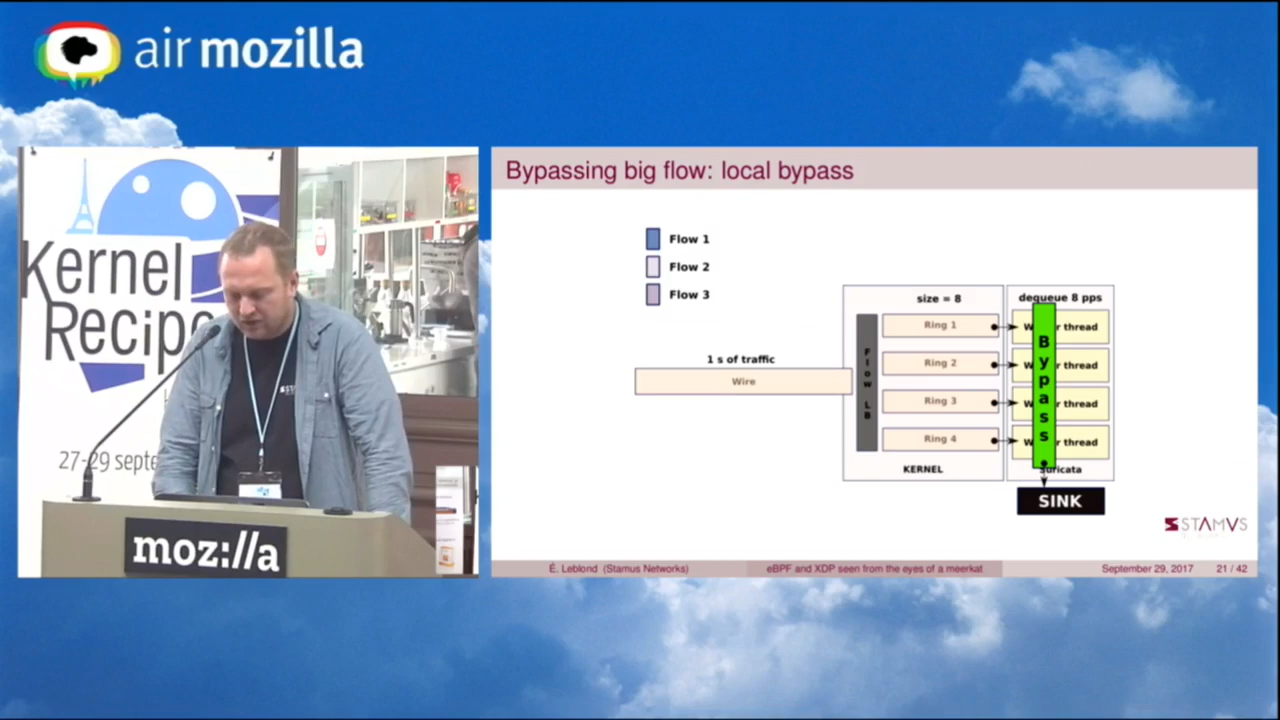 air mozilla
Kernel
Recipe
27-29 septe
moz://a
Bypassing big flow: local bypass
Flow 1
Flow 2
Flow 3
1 s of traffic
Wire
size = 8
Flow LB
Ring 1
Ring 2
Ring 3
Ring 4
KERNEL
dequeue 8 pps
W r thread
W r thread
W r thread
W r thread
Bypass
Suricata
SINK
STAMVS
É. Leblond (Stamus Networks)
eBPF and XDP seen from the eyes of a meerkat
September 29, 2017
21 / 42